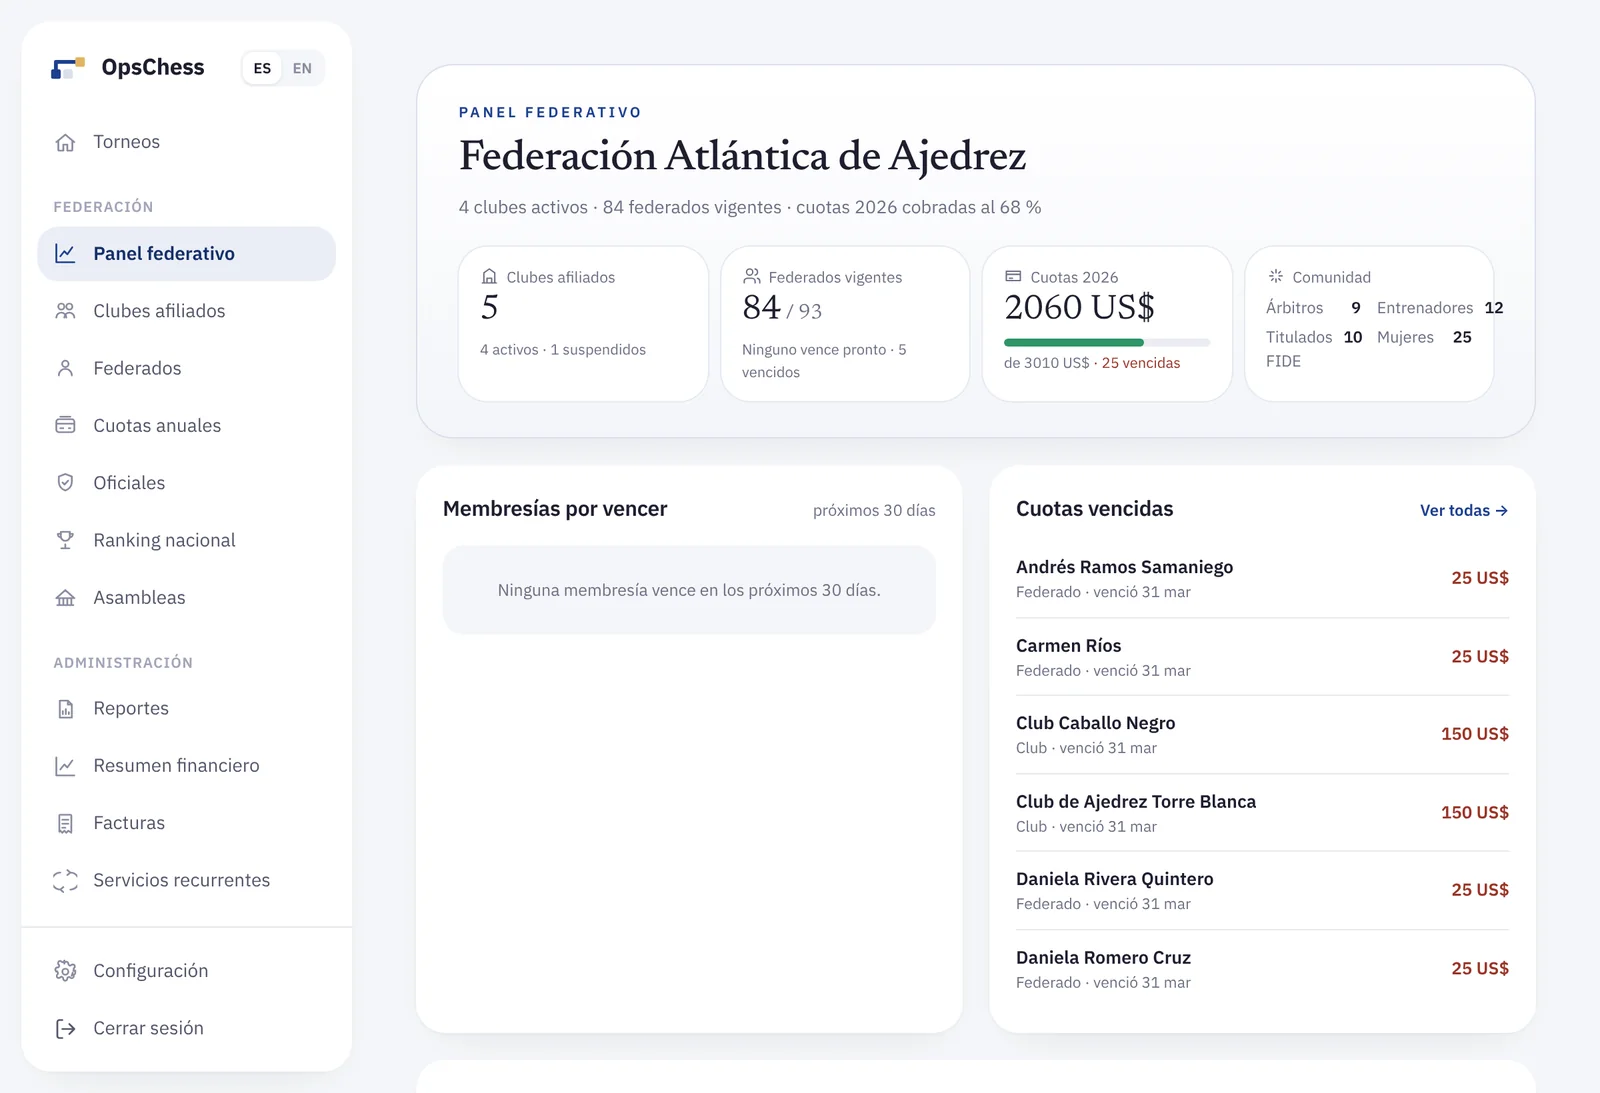 OpsChess
ES EN
Torneos
FEDERACIÓN
Panel federativo
Clubes afiliados
Federados
Cuotas anuales
Oficiales
Ranking nacional
Asambleas
ADMINISTRACIÓN
Reportes
Resumen financiero
Facturas
Servicios recurrentes
Configuración
Cerrar sesión
PANEL FEDERATIVO
Federación Atlántica de Ajedrez
4 clubes activos · 84 federados vigentes · cuotas 2026 cobradas al 68 %
Clubes afiliados
5
4 activos · 1 suspendidos
Federados vigentes
84 / 93
Ninguno vence pronto · 5
vencidos
Cuotas 2026
2060 US$
de 3010 US$ · 25 vencidas
Comunidad
Árbitros 9 Entrenadores 12
Titulados 10 Mujeres 25
FIDE
Membresías por vencer
próximos 30 días
Ninguna membresía vence en los próximos 30 días.
Cuotas vencidas
Ver todas →
Andrés Ramos Samaniego
Federado · venció 31 mar
25 US$
Carmen Ríos
Federado · venció 31 mar
25 US$
Club Caballo Negro
Club · venció 31 mar
150 US$
Club de Ajedrez Torre Blanca
Club · venció 31 mar
150 US$
Daniela Rivera Quintero
Federado · venció 31 mar
25 US$
Daniela Romero Cruz
Federado · venció 31 mar
25 US$